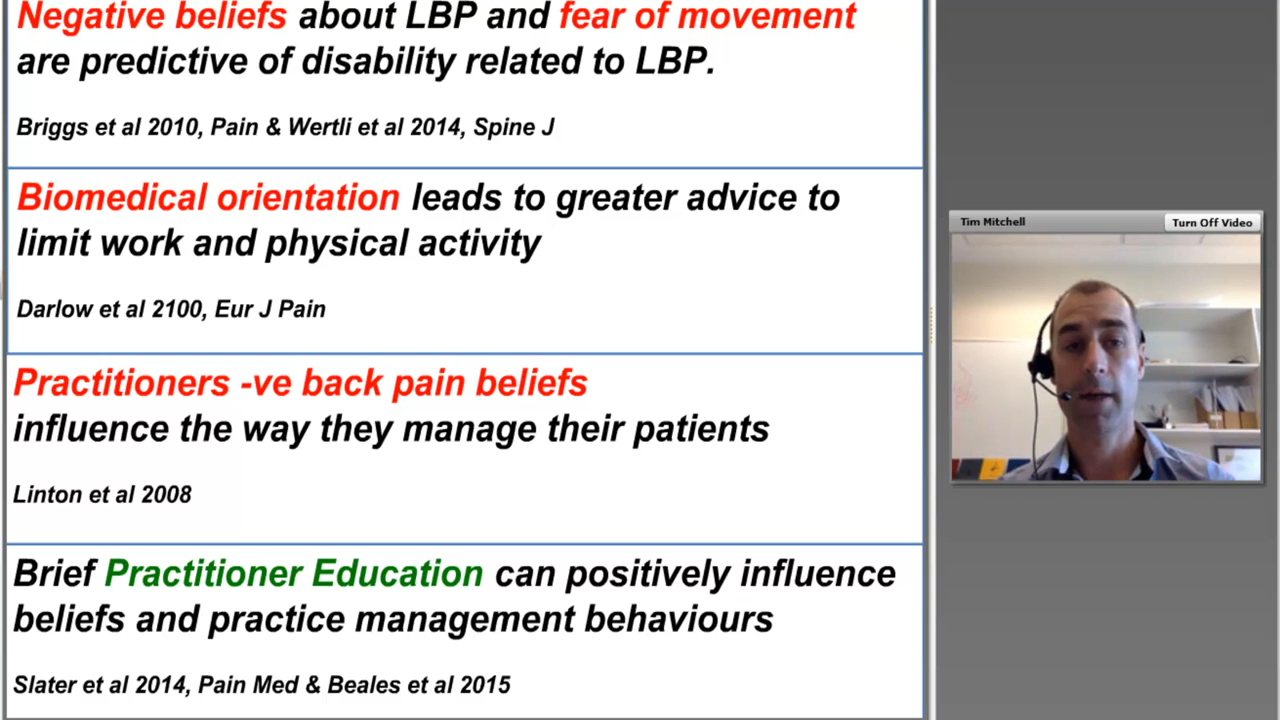 Negative beliefs about LBP and fear of movement
are predictive of disability related to LBP.
Briggs et al 2010, Pain & Wertli et al 2014, Spine J
Biomedical orientation leads to greater advice to
limit work and physical activity
Darlow et al 2100, Eur J Pain
Practitioners -ve back pain beliefs
influence the way they manage their patients
Linton et al 2008
Brief Practitioner Education can positively influence
beliefs and practice management behaviours
Slater et al 2014, Pain Med & Beales et al 2015
Tim Mitchell
Turn Off Video